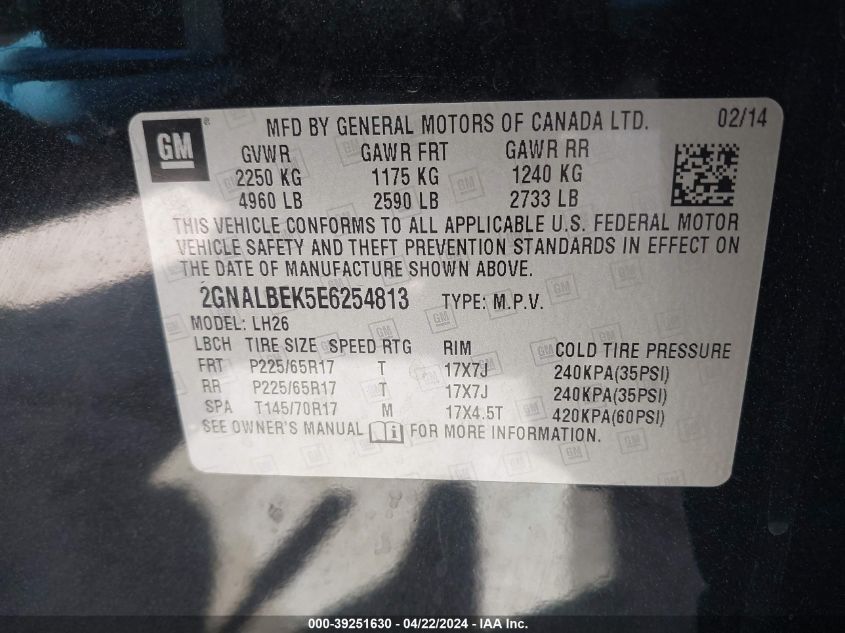 GM ® MFD BY GENERAL MOTORS OF CANADA LTD. 02/14
GVWR GAWR FRT GAWR RR
2250 KG 1175 KG 1240 KG
4960 LB 2590 LB 2733 LB
THIS VEHICLE CONFORMS TO ALL APPLICABLE U.S. FEDERAL MOTOR
VEHICLE SAFETY AND THEFT PREVENTION STANDARDS IN EFFECT ON
THE DATE OF MANUFACTURE SHOWN ABOVE.
2GNALBEK5E6254813 TYPE: M.P.V.
MODEL: LH26
LBCH TIRE SIZE SPEED RTG RIM COLD TIRE PRESSURE
FRT P225/65R17 T 17X7J 240KPA(35PSI)
RR P225/65R17 T 17X7J 240KPA(35PSI)
SPA T145/70R17 M 17X4.5T 420KPA(60PSI)
SEE OWNER'S MANUAL FOR MORE INFORMATION.
000-39251630 - 04/22/2024 - IAA Inc.